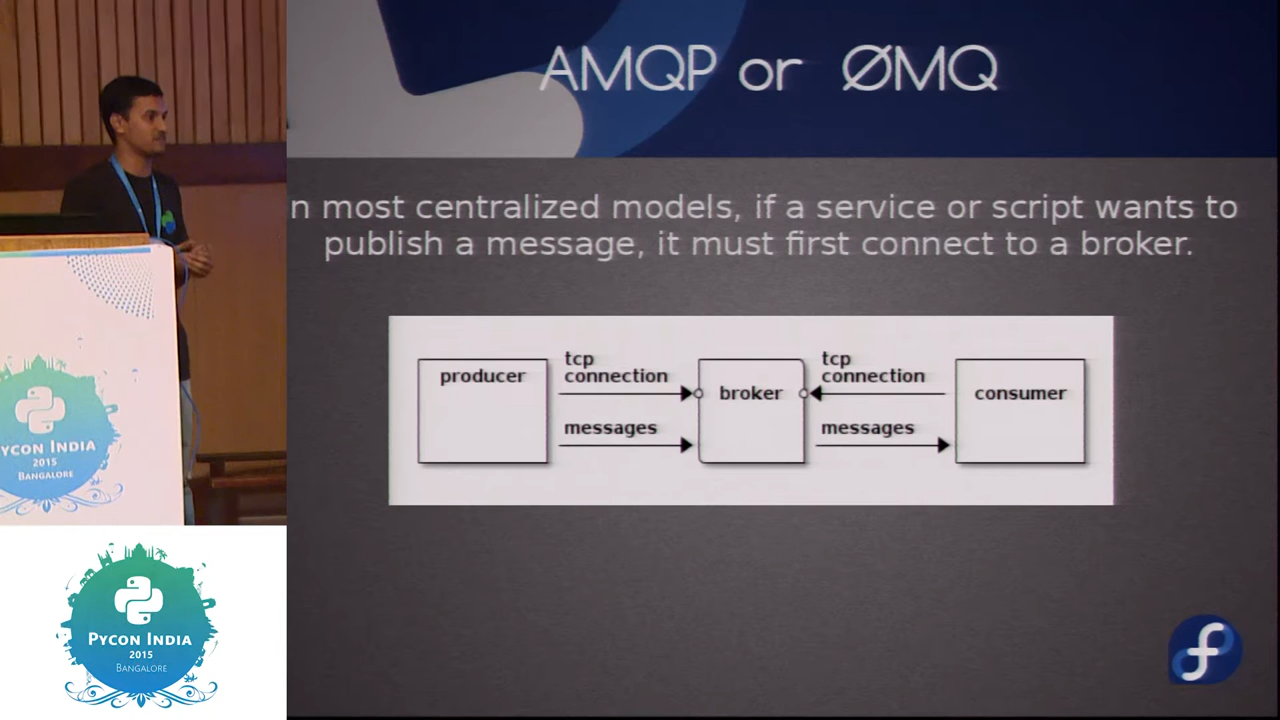 AMQP or ØMQ
n most centralized models, if a service or script wants to
publish a message, it must first connect to a broker.
tcp
connection
tcp
connection
producer
broker
consumer
messages
messages
YCON INDIA
2015
BANGALORE
PYCON INDIA
2015
BANGALORE